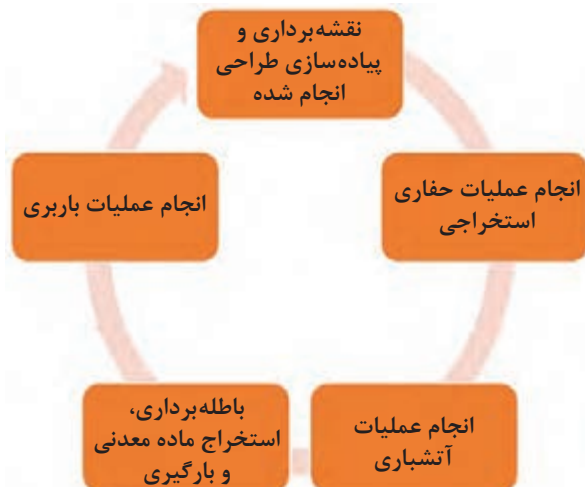 نقشه‌برداری و
پیاده‌سازی طراحی
انجام شده
انجام عملیات حفاری
استخراجی
انجام عملیات
آتشباری
باطله‌برداری،
استخراج ماده معدنی
و بارگیری
انجام عملیات باربری